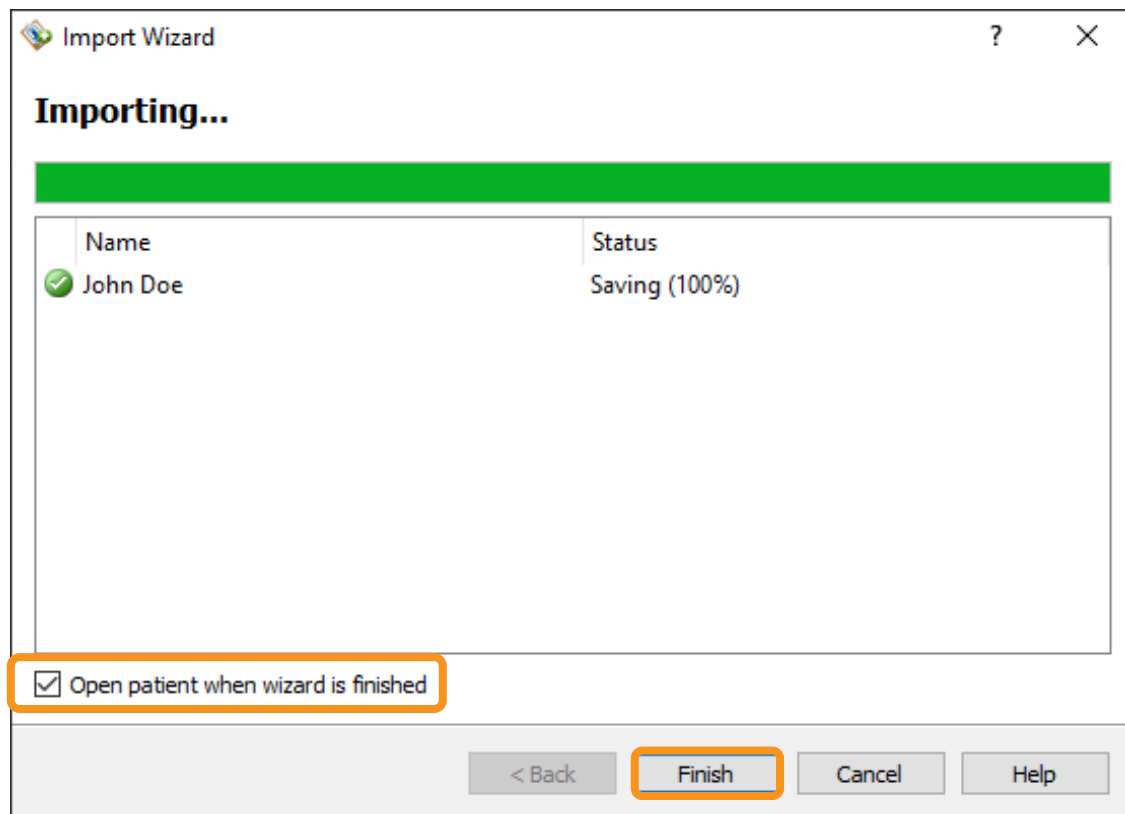 Import Wizard ?
Importing...
Name Status
John Doe Saving (100%)
Open patient when wizard is finished
< Back Finish Cancel Help